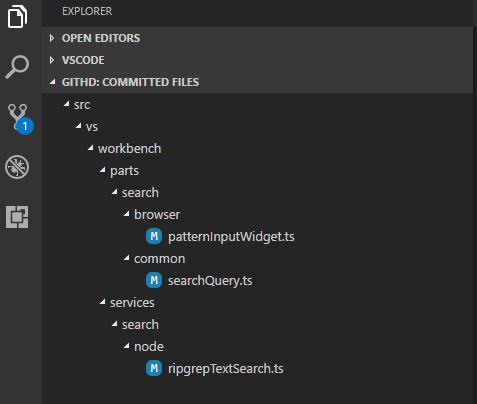 EXPLORER
OPEN EDITORS
VSCODE
GITHD: COMMITTED FILES
src
vs
workbench
parts
search
browser
M patternInputWidget.ts
common
M searchQuery.ts
services
search
node
M ripgrepTextSearch.ts
1